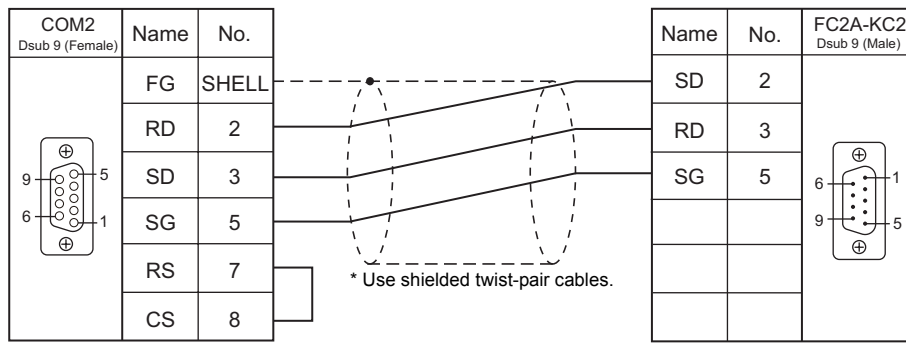 COM2
Dsub 9 (Female)
Name No.
FG SHELL
RD 2
SD 3
SG 5
RS 7
CS 8
9 5
6 1
* Use shielded twist-pair cables.
Name No.
FC2A-KC2
Dsub 9 (Male)
SD 2
RD 3
SG 5
6 1
9 5